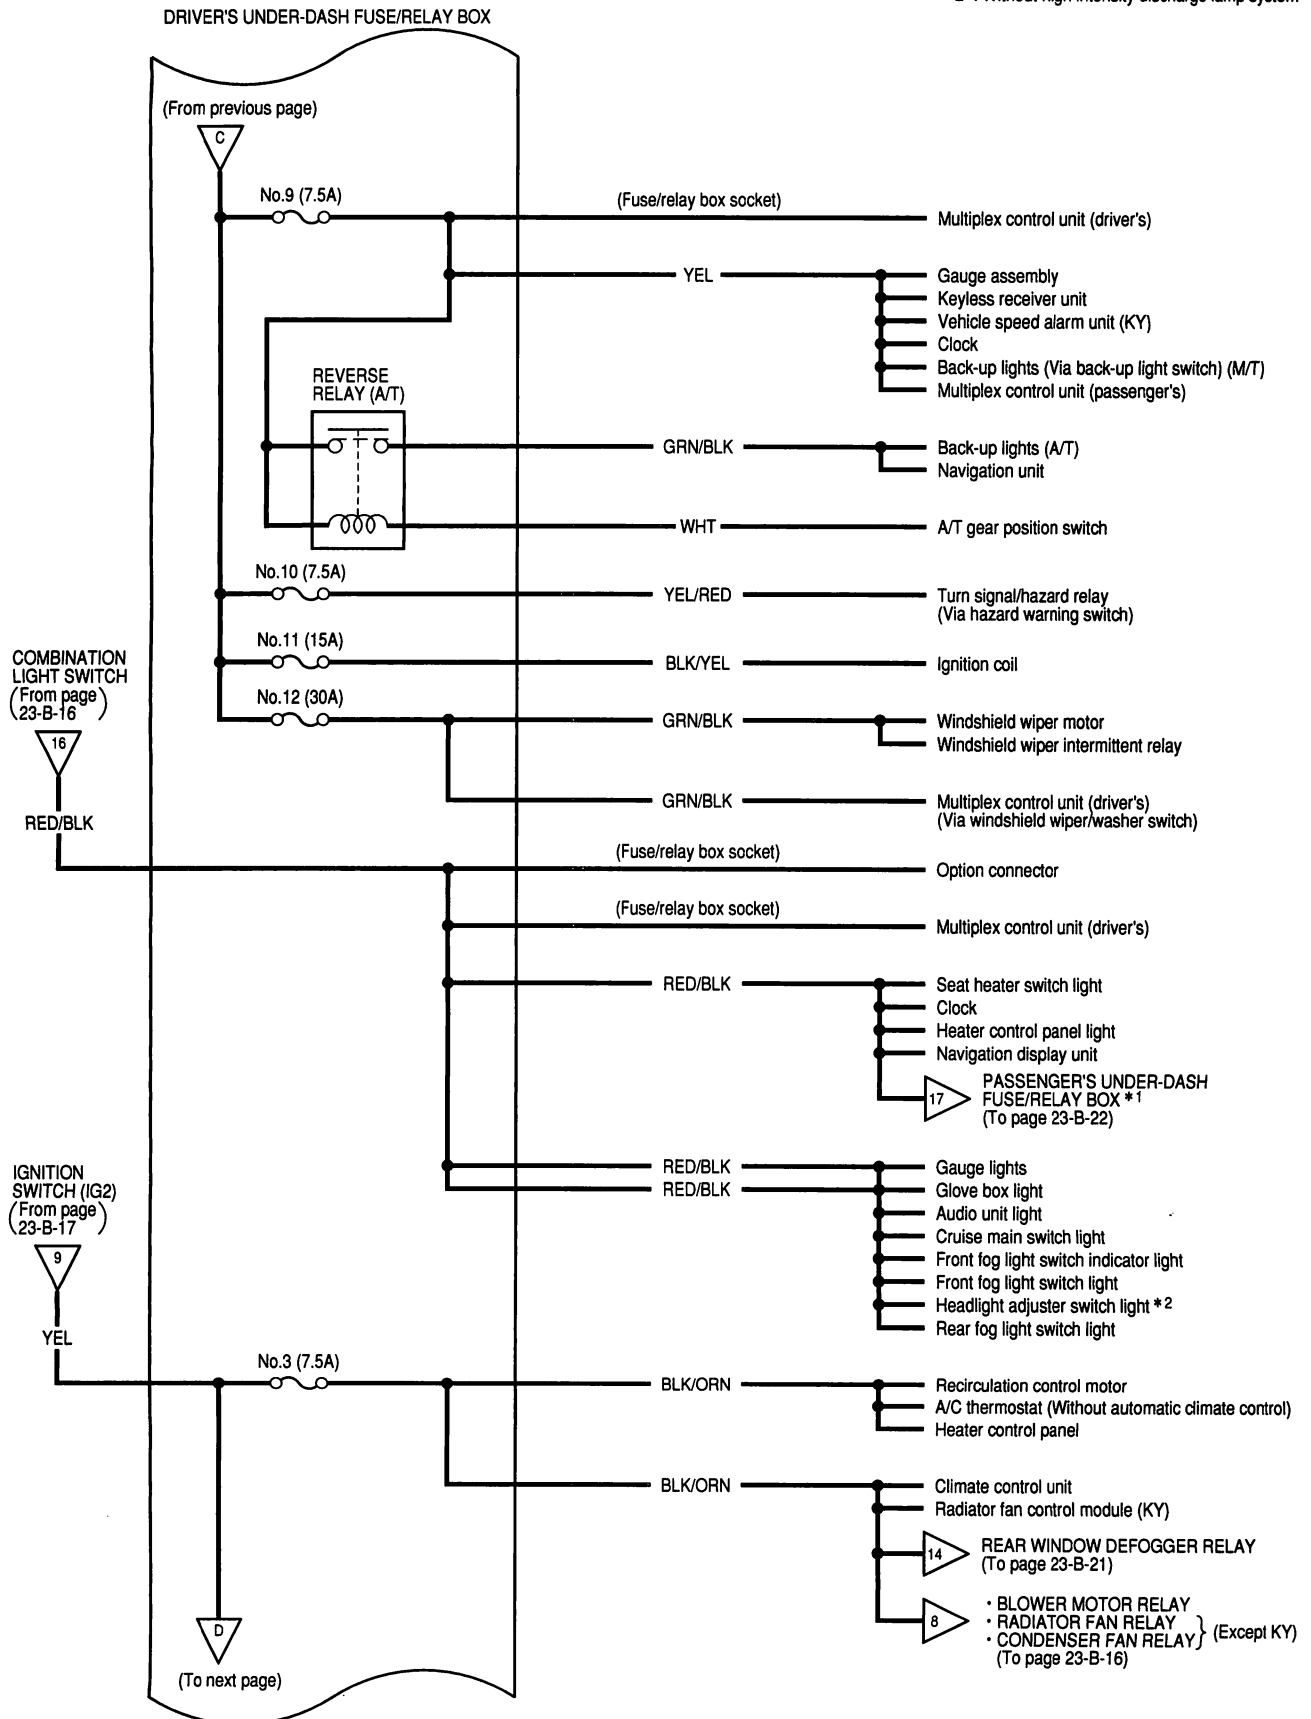 DRIVER'S UNDER-DASH FUSE/RELAY BOX
(From previous page)
C
No.9 (7.5A)
(Fuse/relay box socket)
Multiplex control unit (driver's)
YEL
Gauge assembly
Keyless receiver unit
Vehicle speed alarm unit (KY)
Clock
Back-up lights (Via back-up light switch) (M/T)
Multiplex control unit (passenger's)
REVERSE
RELAY (A/T)
GRN/BLK
Back-up lights (A/T)
Navigation unit
WHT
A/T gear position switch
No.10 (7.5A)
YEL/RED
Turn signal/hazard relay
(Via hazard warning switch)
No.11 (15A)
BLK/YEL
Ignition coil
COMBINATION
LIGHT SWITCH
(From page
23-B-16)
16
RED/BLK
No.12 (30A)
GRN/BLK
Windshield wiper motor
Windshield wiper intermittent relay
GRN/BLK
Multiplex control unit (driver's)
(Via windshield wiper/washer switch)
(Fuse/relay box socket)
Option connector
(Fuse/relay box socket)
Multiplex control unit (driver's)
RED/BLK
Seat heater switch light
Clock
Heater control panel light
Navigation display unit
17
PASSENGER'S UNDER-DASH
FUSE/RELAY BOX *1
(To page 23-B-22)
RED/BLK
Gauge lights
RED/BLK
Glove box light
Audio unit light
Cruise main switch light
Front fog light switch indicator light
Front fog light switch light
Headlight adjuster switch light *2
Rear fog light switch light
IGNITION
SWITCH (IG2)
(From page
23-B-17)
9
YEL
No.3 (7.5A)
BLK/ORN
Recirculation control motor
A/C thermostat (Without automatic climate control)
Heater control panel
BLK/ORN
Climate control unit
Radiator fan control module (KY)
14
REAR WINDOW DEFOGGER RELAY
(To page 23-B-21)
8
· BLOWER MOTOR RELAY
· RADIATOR FAN RELAY
· CONDENSER FAN RELAY} (Except KY)
(To page 23-B-16)
D
(To next page)